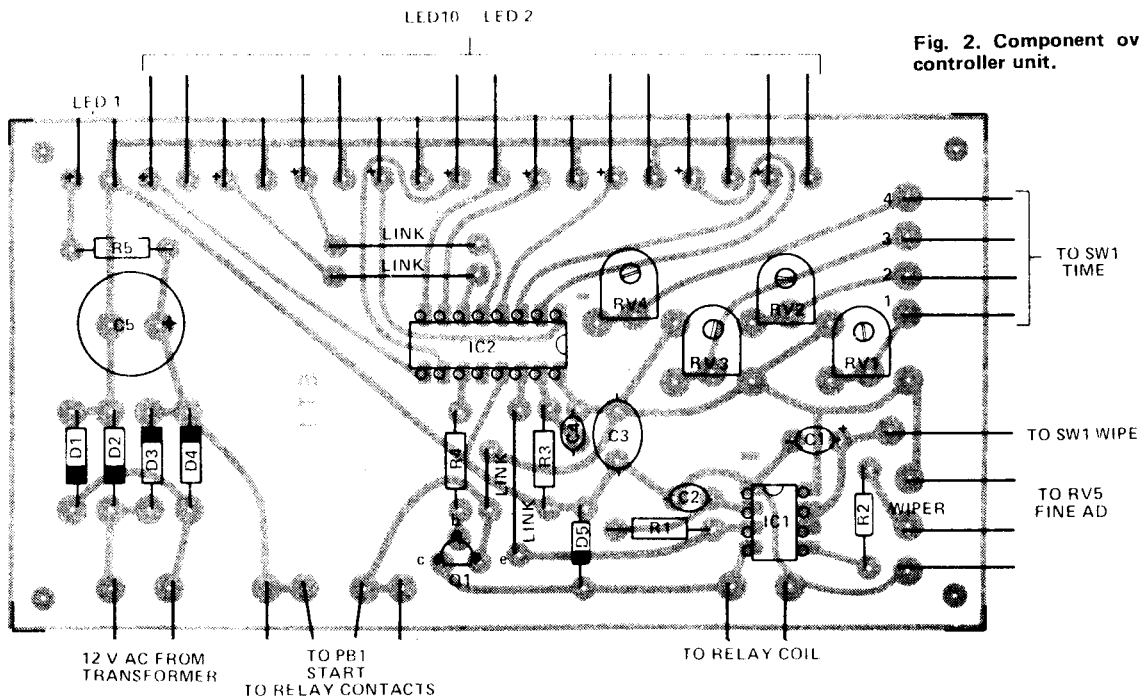 LED10 LED 2
Fig. 2. Component ov
controller unit.
LED 1
+ + + + + + + + + +
4
R5
LINK
3
TO SW1
TIME
LINK
2
RV4
RV2
1
C5 +
IC2
RV3
RV1
D1 D2 D3 D4
R4
R3
C4
C3
C1 +
TO SW1 WIPE
LINK
LINK
C2
IC1
R2
WIPER
TO RV5
FINE AD
R1
D5
b
c
e
Q1
12 V AC FROM
TRANSFORMER
TO PB1
START
TO RELAY CONTACTS
TO RELAY COIL